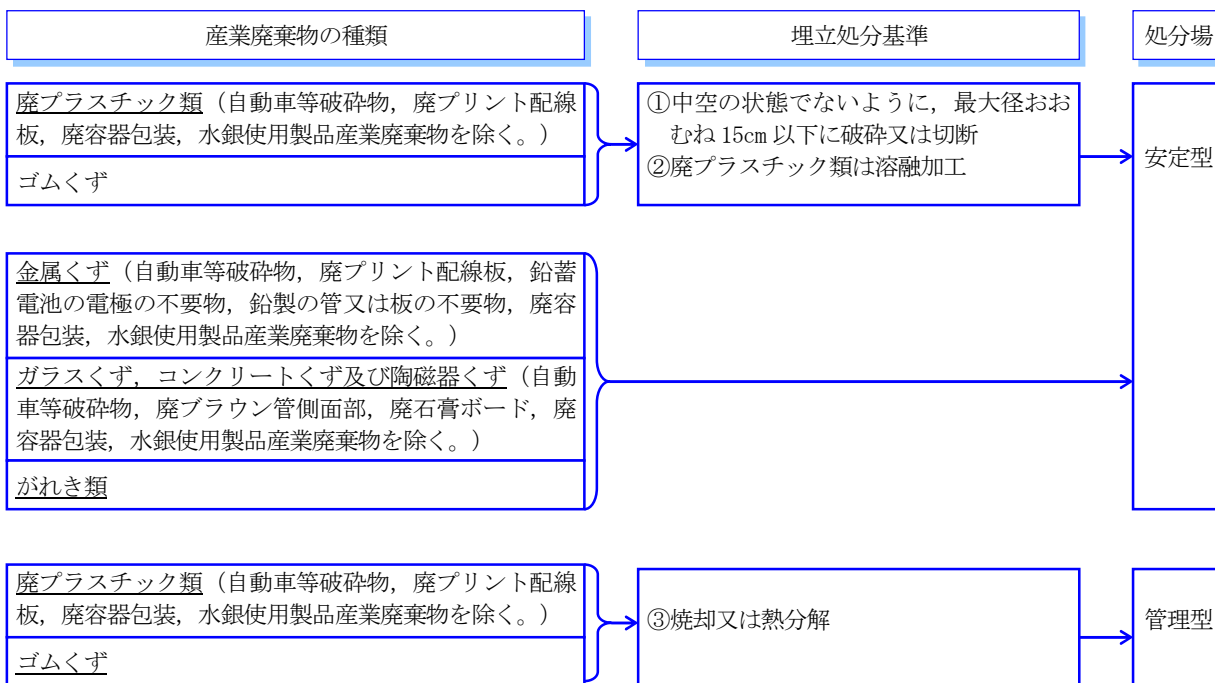 産業廃棄物の種類
埋立処分基準
処分場
廃プラスチック類（自動車等破砕物，廃プリント配線
板，廃容器包装，水銀使用製品産業廃棄物を除く。）
ゴムくず
①中空の状態でないように，最大径おお
むね 15cm 以下に破砕又は切断
②廃プラスチック類は溶融加工
安定型
金属くず（自動車等破砕物，廃プリント配線板，鉛蓄
電池の電極の不要物，鉛製の管又は板の不要物，廃容
器包装，水銀使用製品産業廃棄物を除く。）
ガラスくず，コンクリートくず及び陶磁器くず（自動
車等破砕物，廃ブラウン管側面部，廃石膏ボード，廃
容器包装，水銀使用製品産業廃棄物を除く。）
がれき類
廃プラスチック類（自動車等破砕物，廃プリント配線
板，廃容器包装，水銀使用製品産業廃棄物を除く。）
ゴムくず
③焼却又は熱分解
管理型